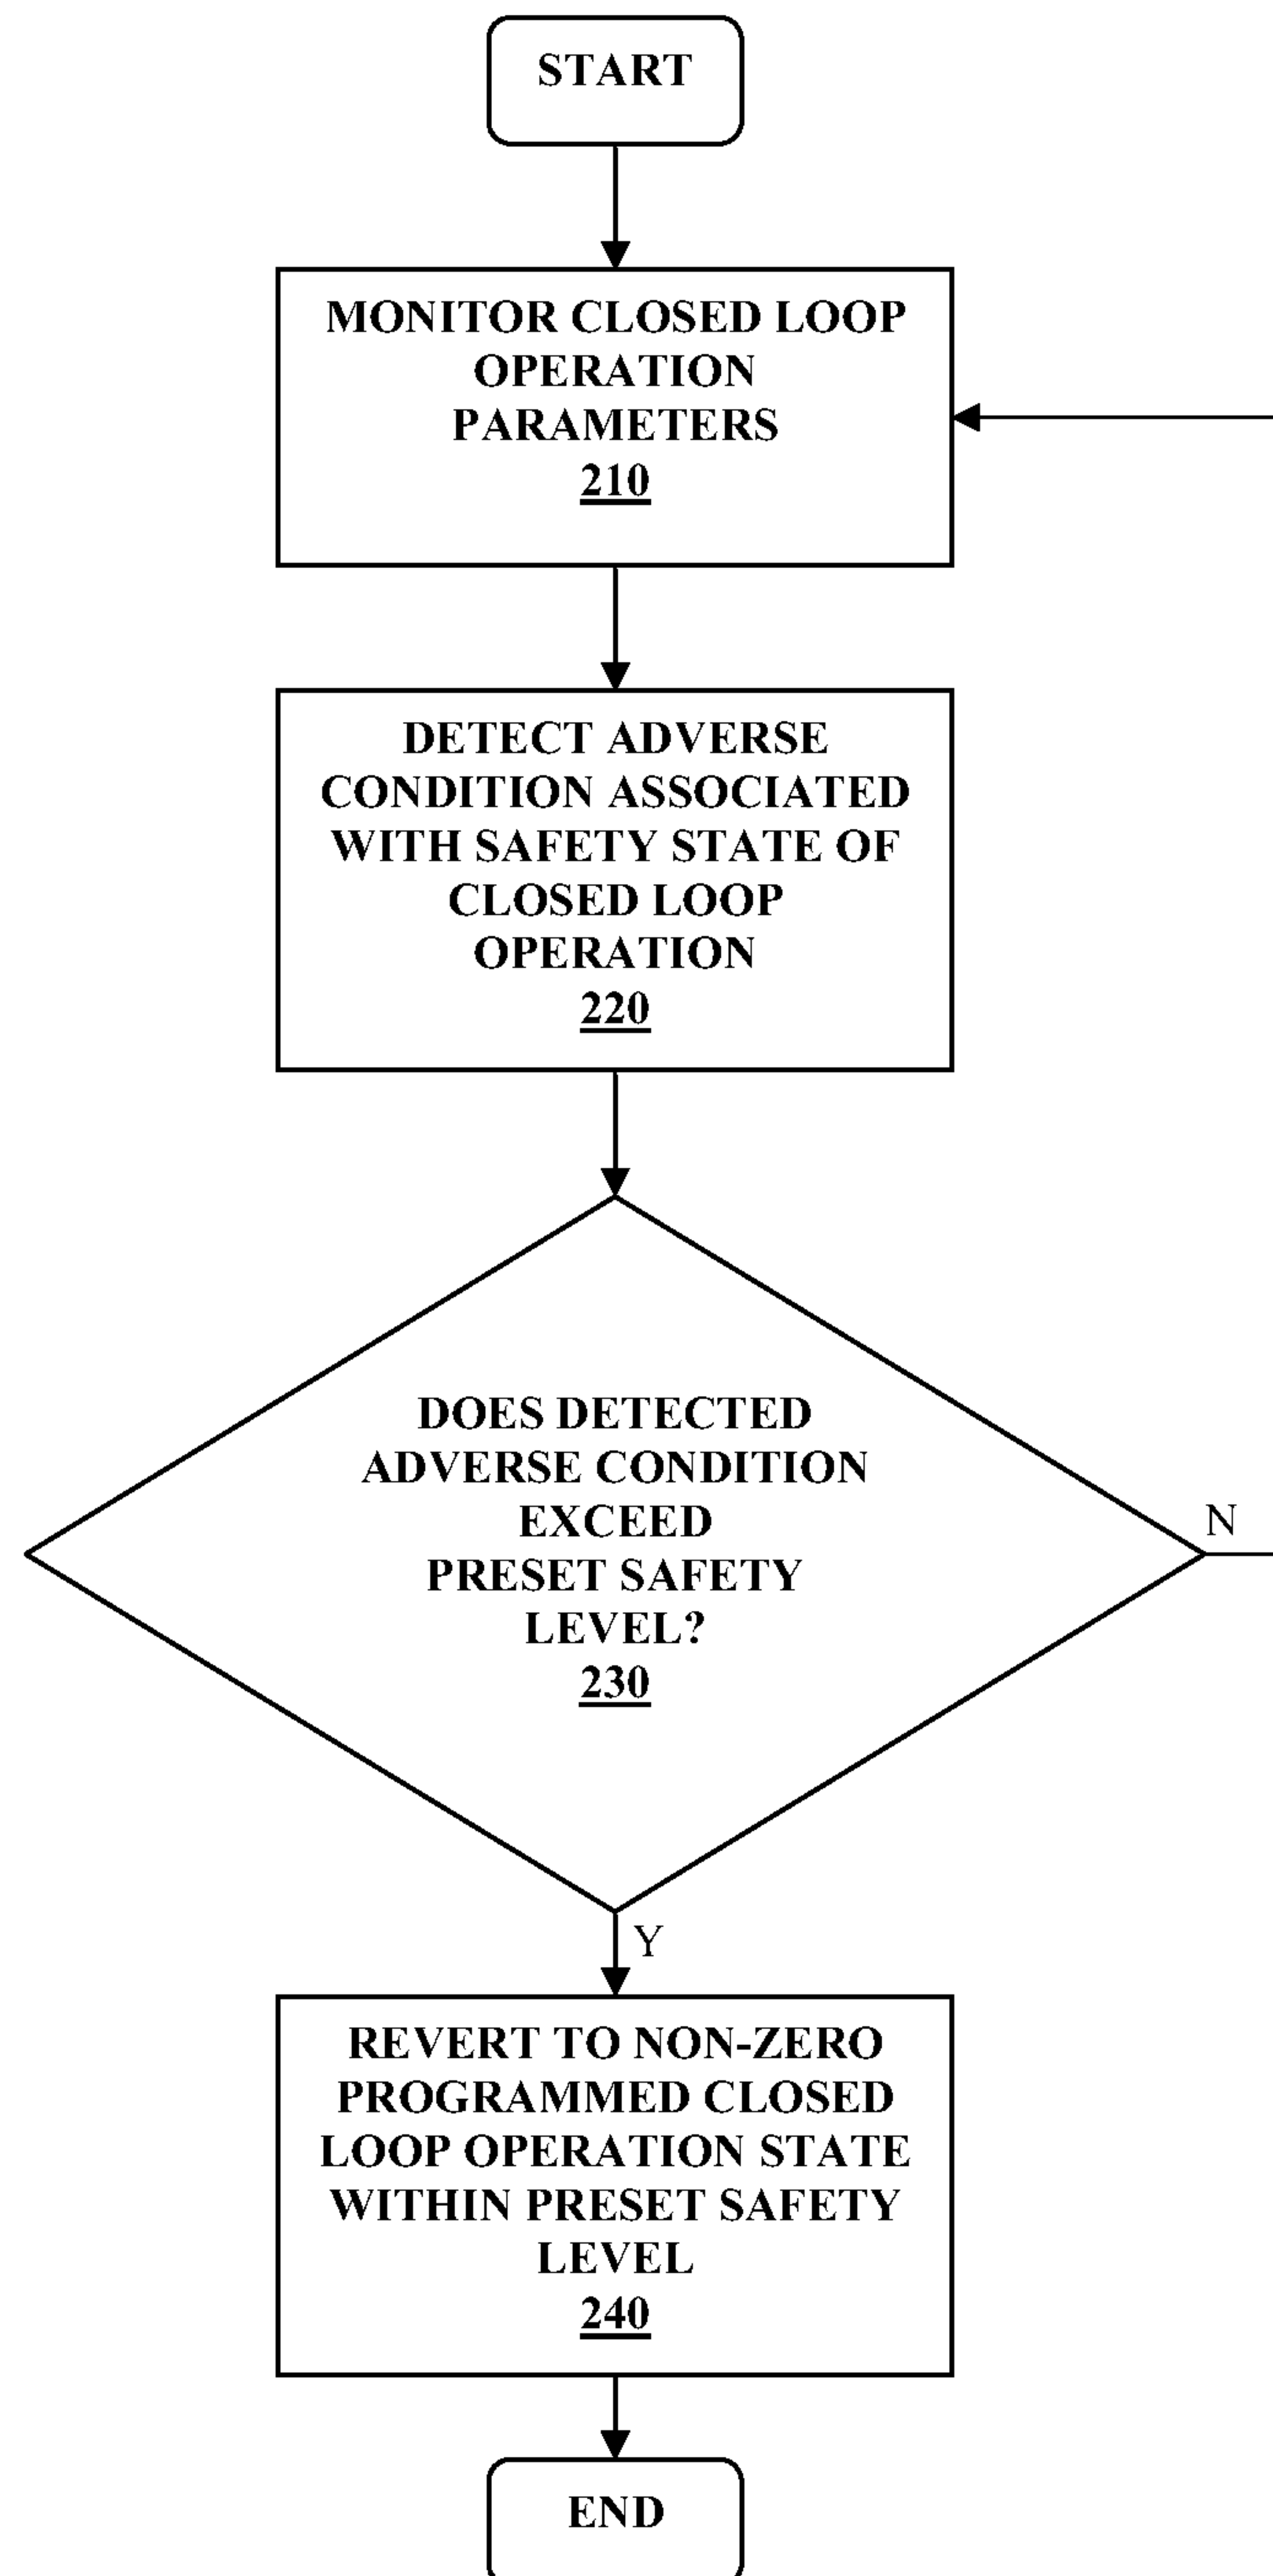 START
MONITOR CLOSED LOOP
OPERATION
PARAMETERS
210
DETECT ADVERSE
CONDITION ASSOCIATED
WITH SAFETY STATE OF
CLOSED LOOP
OPERATION
220
DOES DETECTED
ADVERSE CONDITION
EXCEED
PRESET SAFETY
LEVEL?
230
N
Y
REVERT TO NON-ZERO
PROGRAMMED CLOSED
LOOP OPERATION STATE
WITHIN PRESET SAFETY
LEVEL
240
END